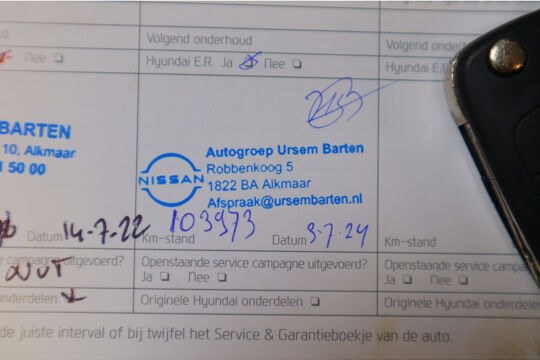 Volgend onderhoud
Volgend onderhoud
Nee
Hyundai E.R. Ja Nee
Hyundai E.R.
BARTEN
10, Alkmaar
50 00
Autogroep Ursem Barten
Robbenkoog 5
NISSAN
1822 BA Alkmaar
Afspraak@ursembarten.nl
Datum 14-7-22
Km-stand 103973 Datum 3-7-24
Km-stand
campagne uitgevoerd?
Openstaande service campagne uitgevoerd?
Openstaande service campa
Ja Nee
Ja Nee
onderdelen
Originele Hyundai onderdelen
Originele Hyundai onderdelen
de juiste interval of bij twijfel het Service & Garantieboekje van de auto.